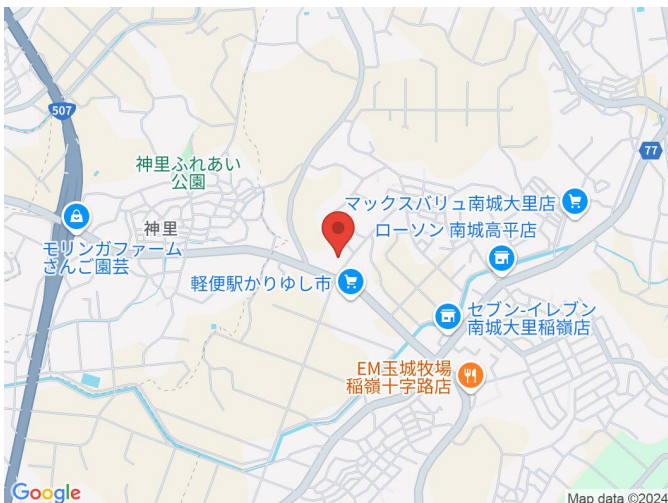 507
神里ふれあい
公園
77
マックスバリュ南城大里店
神里
ローソン 南城高平店
モリンガファーム
さんご園芸
軽便駅かりゆし市
セブン-イレブン
南城大里稲嶺店
EM玉城牧場
稲嶺十字路店
Google
Map data ©2024